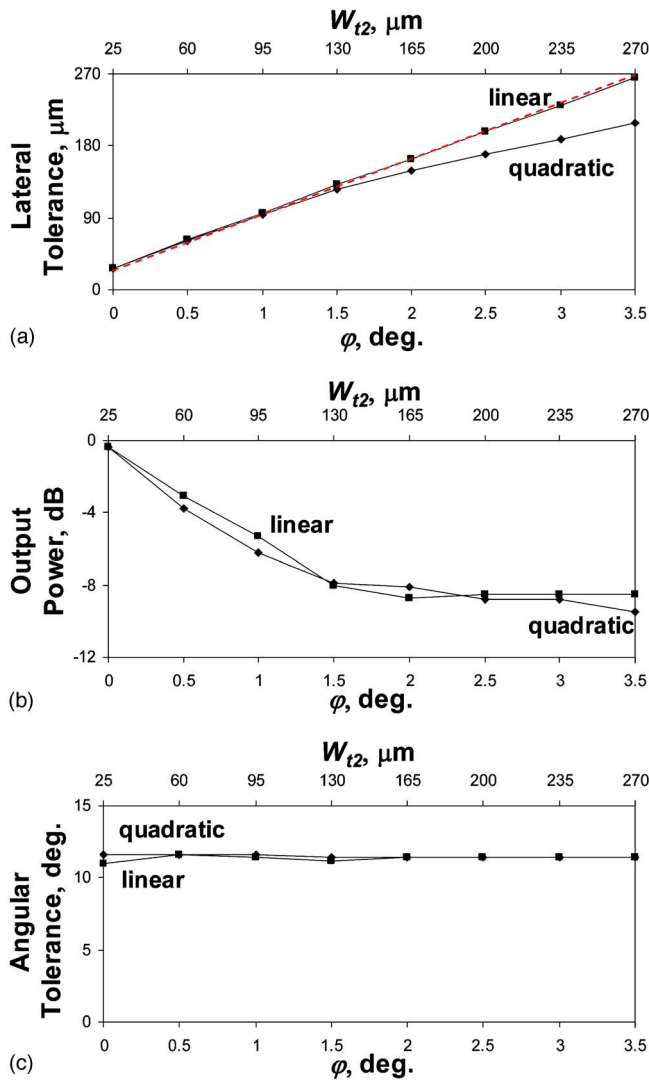 W_t2, μm
25 60 95 130 165 200 235 270
270
180
90
0
Lateral
Tolerance, μm
linear
quadratic
0 0.5 1 1.5 2 2.5 3 3.5
(a)
φ, deg.
W_t2, μm
25 60 95 130 165 200 235 270
0
-4
-8
-12
Output
Power, dB
linear
quadratic
0 0.5 1 1.5 2 2.5 3 3.5
(b)
φ, deg.
W_t2, μm
25 60 95 130 165 200 235 270
15
10
5
0
Angular
Tolerance, deg.
quadratic
linear
0 0.5 1 1.5 2 2.5 3 3.5
(c)
φ, deg.